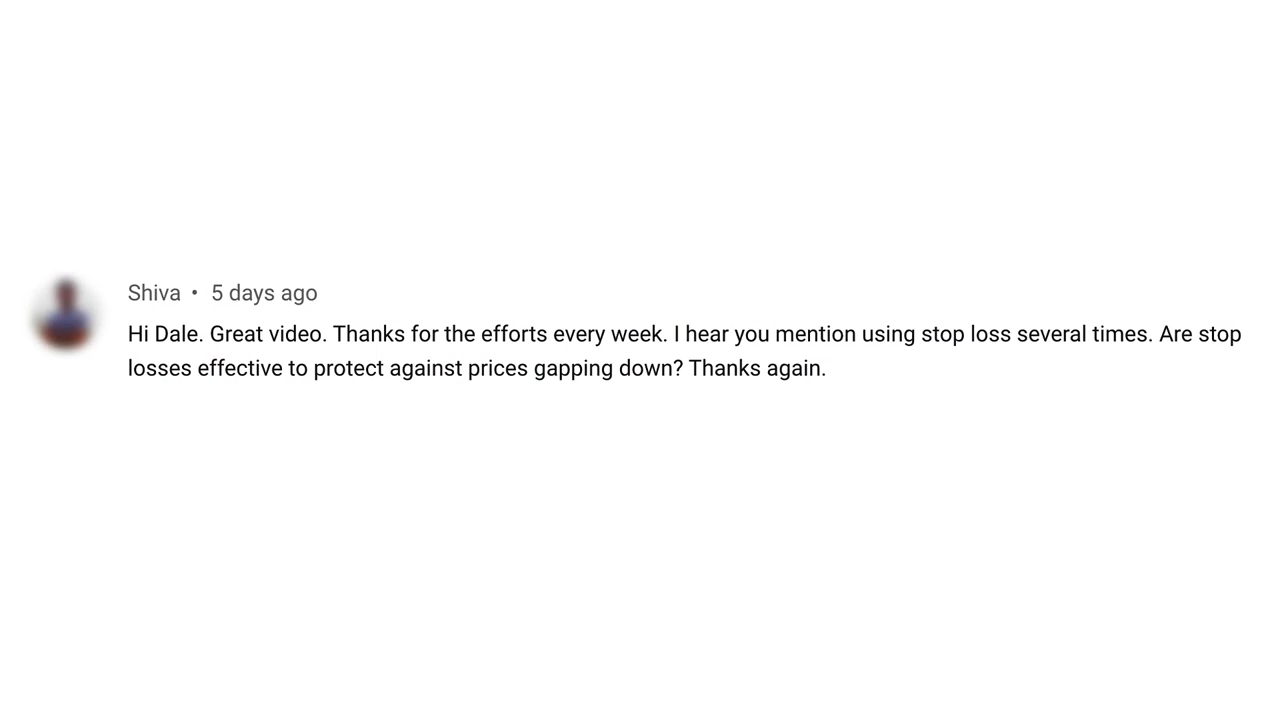 Shiva • 5 days ago
Hi Dale. Great video. Thanks for the efforts every week. I hear you mention using stop loss several times. Are stop
losses effective to protect against prices gapping down? Thanks again.